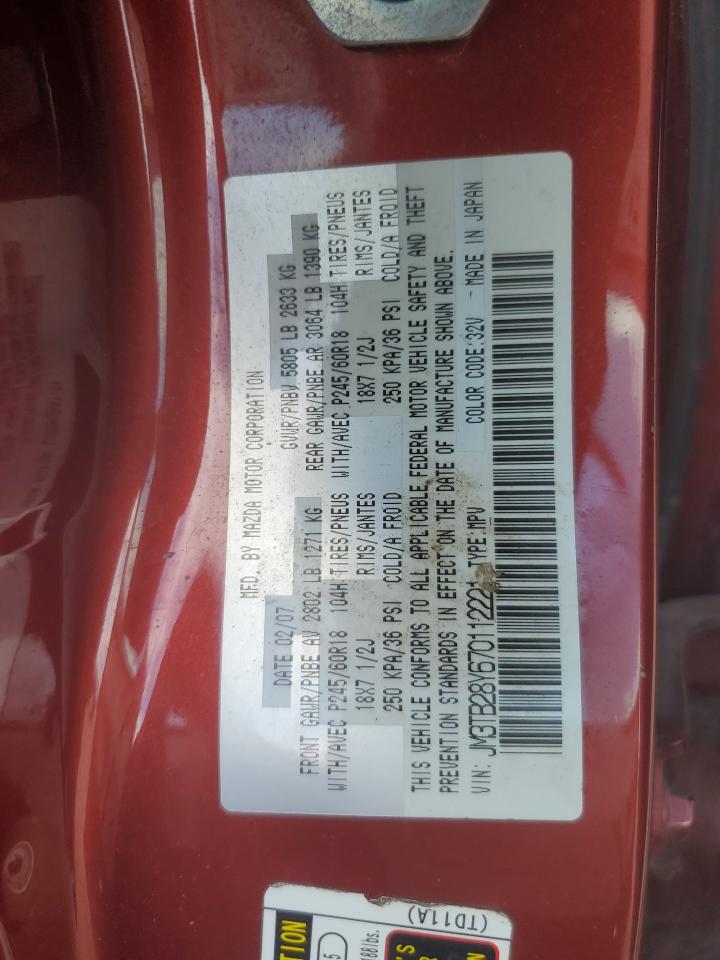 MFD. BY MAZDA MOTOR CORPORATION
DATE 02/07 GVWR/PNBV 5805 LB 2633 KG
FRONT GAWR/PNBE AV 2802 LB 1271 KG REAR GAWR/PNBE AR 3064 LB 1390 KG
WITH/AVEC P245/60R18 104H TIRES/PNEUS WITH/AVEC P245/60R18 104H TIRES/PNEUS
18X7 1/2J RIMS/JANTES 18X7 1/2J RIMS/JANTES
250 KPA/36 PSI COLD/A FROID 250 KPA/36 PSI COLD/A FROID
THIS VEHICLE CONFORMS TO ALL APPLICABLE FEDERAL MOTOR VEHICLE SAFETY AND THEFT
PREVENTION STANDARDS IN EFFECT ON THE DATE OF MANUFACTURE SHOWN ABOVE.
VIN: JM3TB28Y670112221 TYPE:MPV COLOR CODE:32V - MADE IN JAPAN
(TD11A)